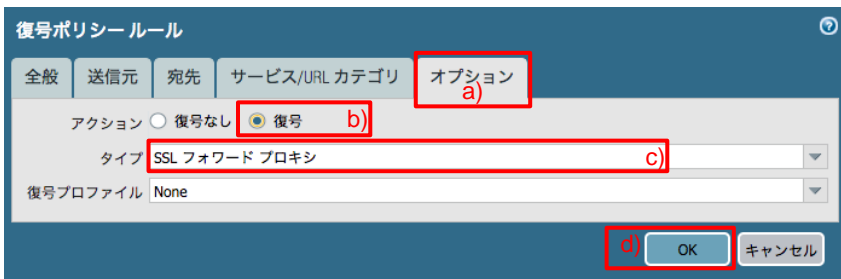 復号ポリシー ルール
全般 送信元 宛先 サービス/URL カテゴリ オプション
a)
アクション 復号なし 復号 b)
タイプ SSL フォワード プロキシ c)
復号プロファイル None
d) OK キャンセル